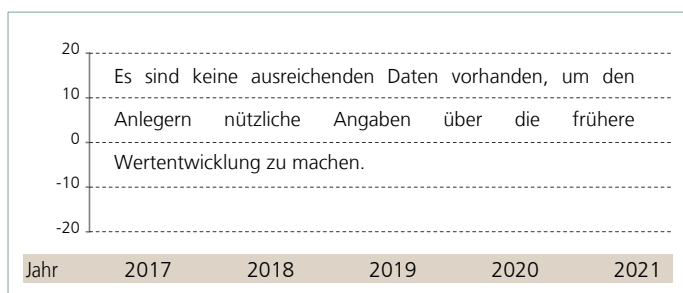 20
Es sind keine ausreichenden Daten vorhanden, um den
10
Anlegern nützliche Angaben über die frühere
0
Wertentwicklung zu machen.
-10
-20
Jahr 2017 2018 2019 2020 2021